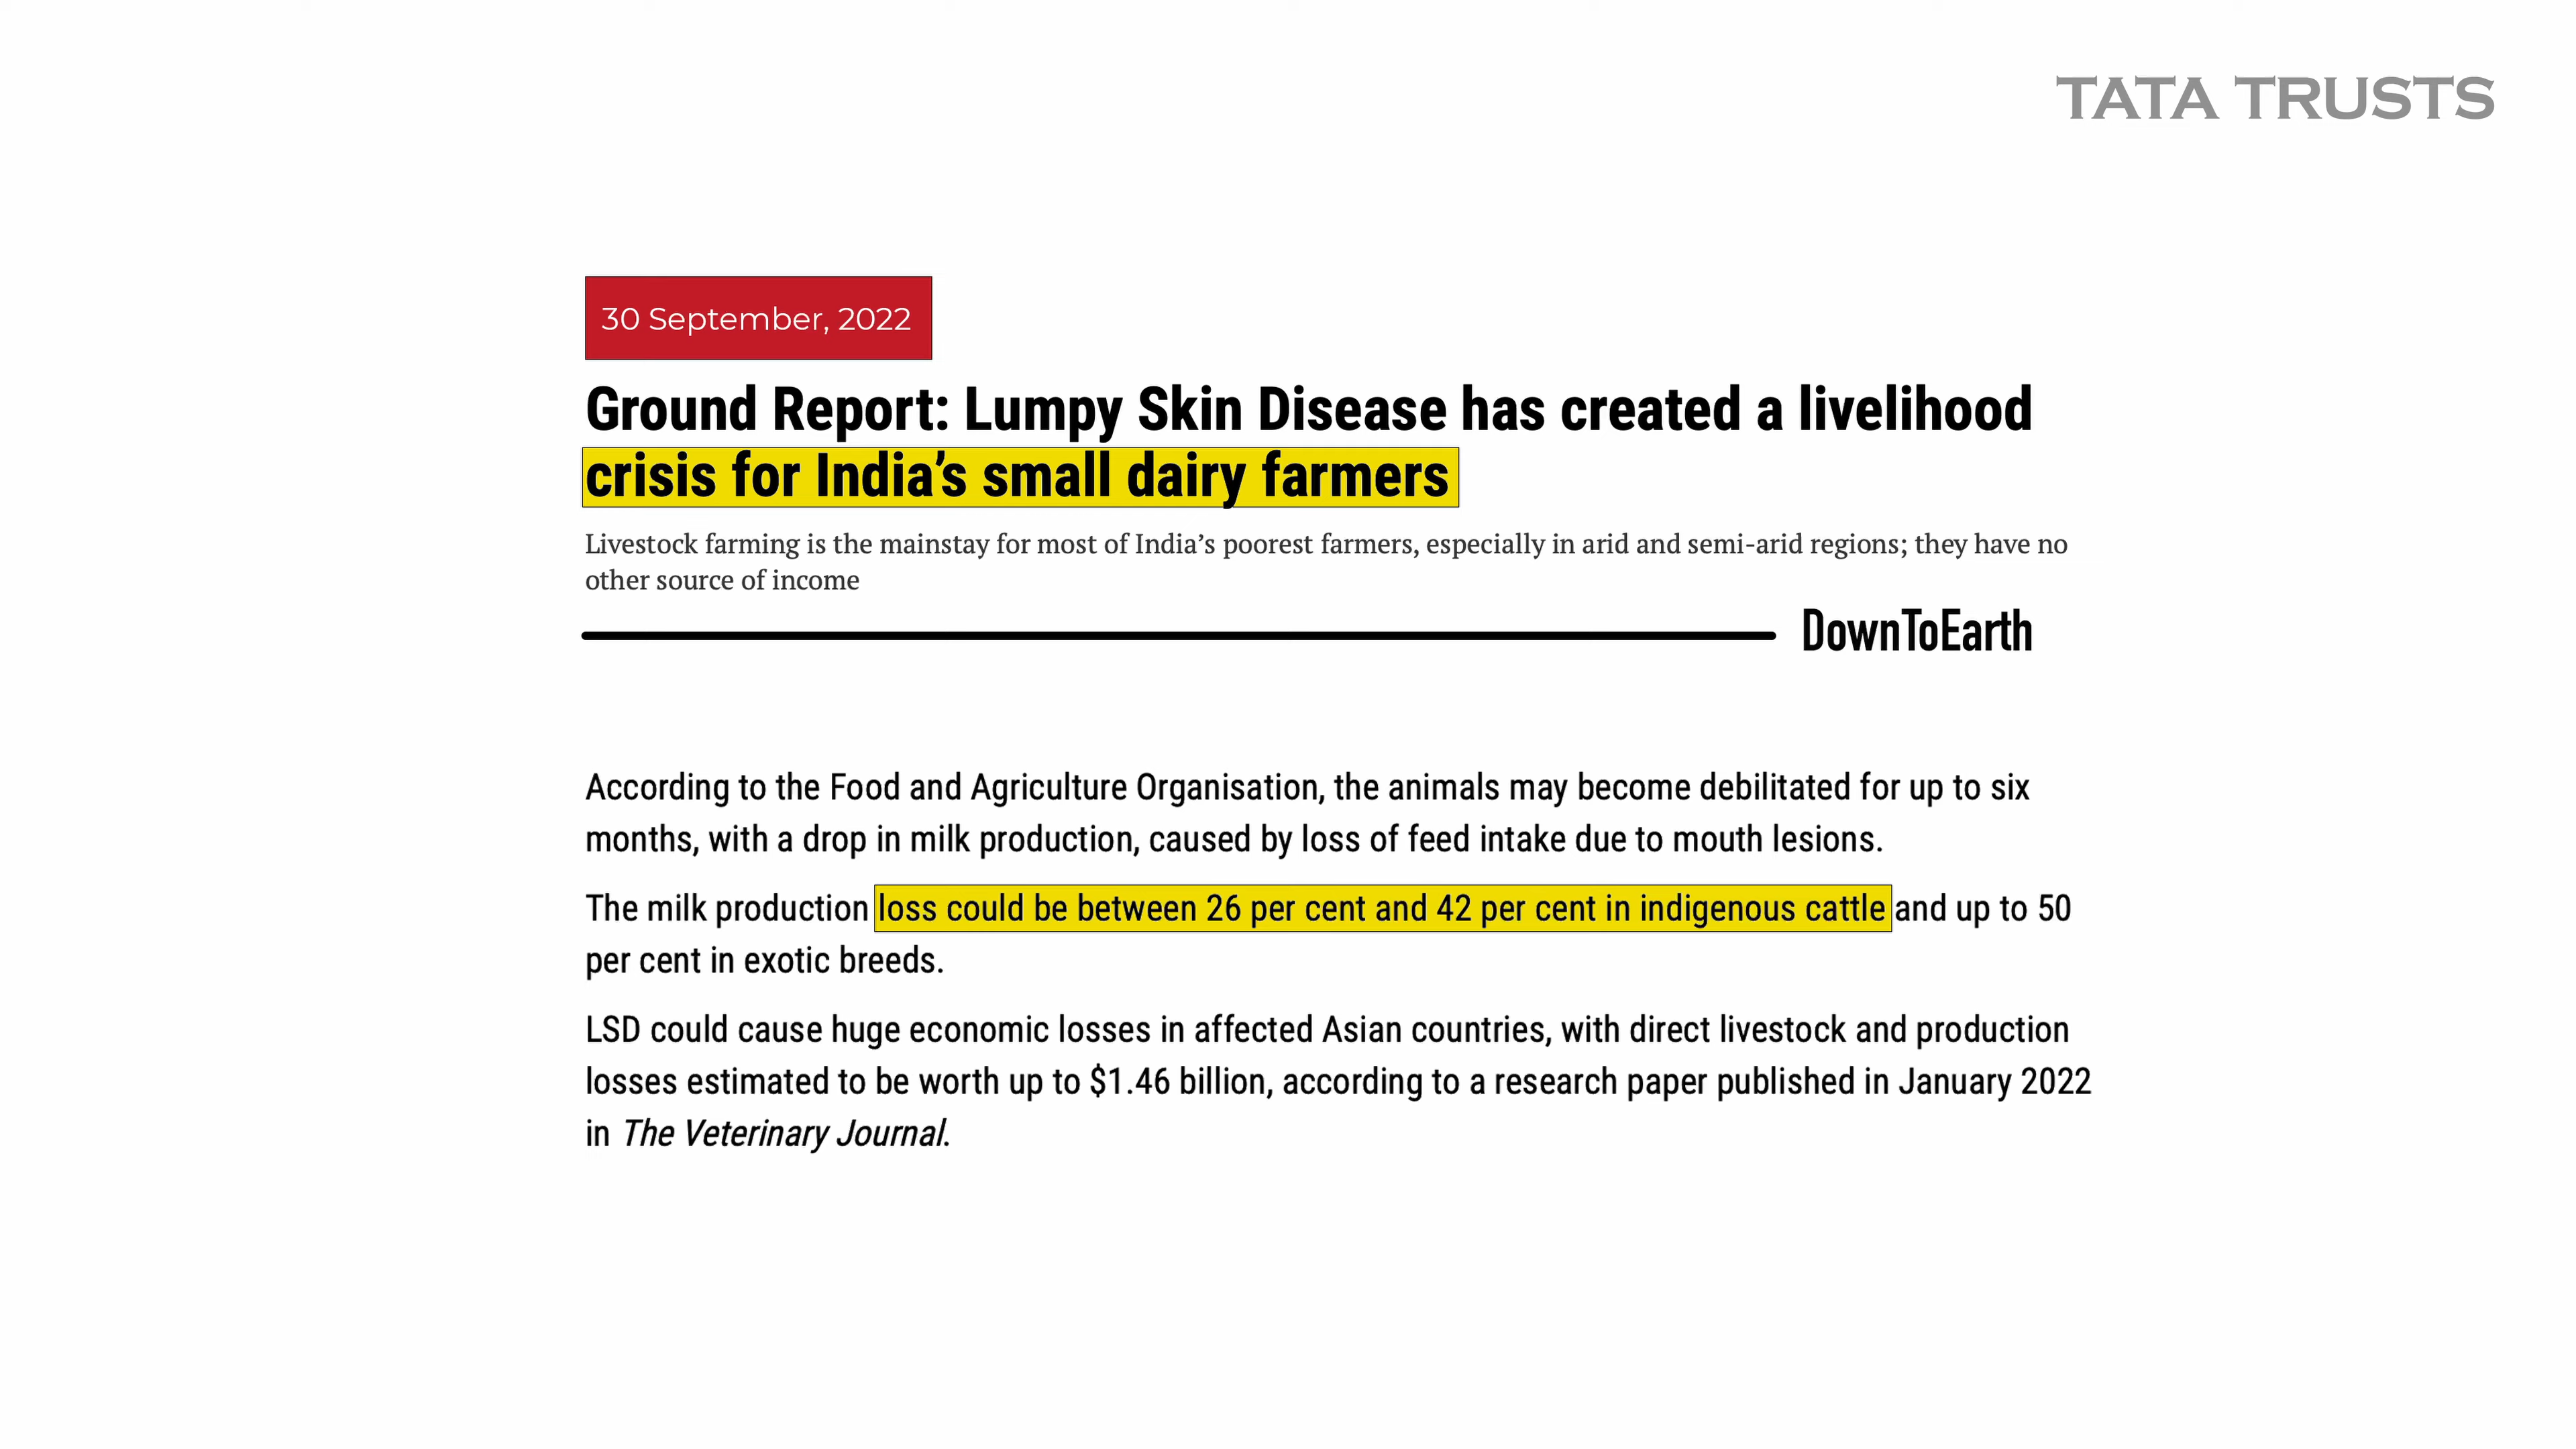 TATA TRUSTS
30 September, 2022
Ground Report: Lumpy Skin Disease has created a livelihood
crisis for India’s small dairy farmers
Livestock farming is the mainstay for most of India’s poorest farmers, especially in arid and semi-arid regions; they have no
other source of income
DownToEarth
According to the Food and Agriculture Organisation, the animals may become debilitated for up to six
months, with a drop in milk production, caused by loss of feed intake due to mouth lesions.
The milk production loss could be between 26 per cent and 42 per cent in indigenous cattle and up to 50
per cent in exotic breeds.
LSD could cause huge economic losses in affected Asian countries, with direct livestock and production
losses estimated to be worth up to $1.46 billion, according to a research paper published in January 2022
in The Veterinary Journal.